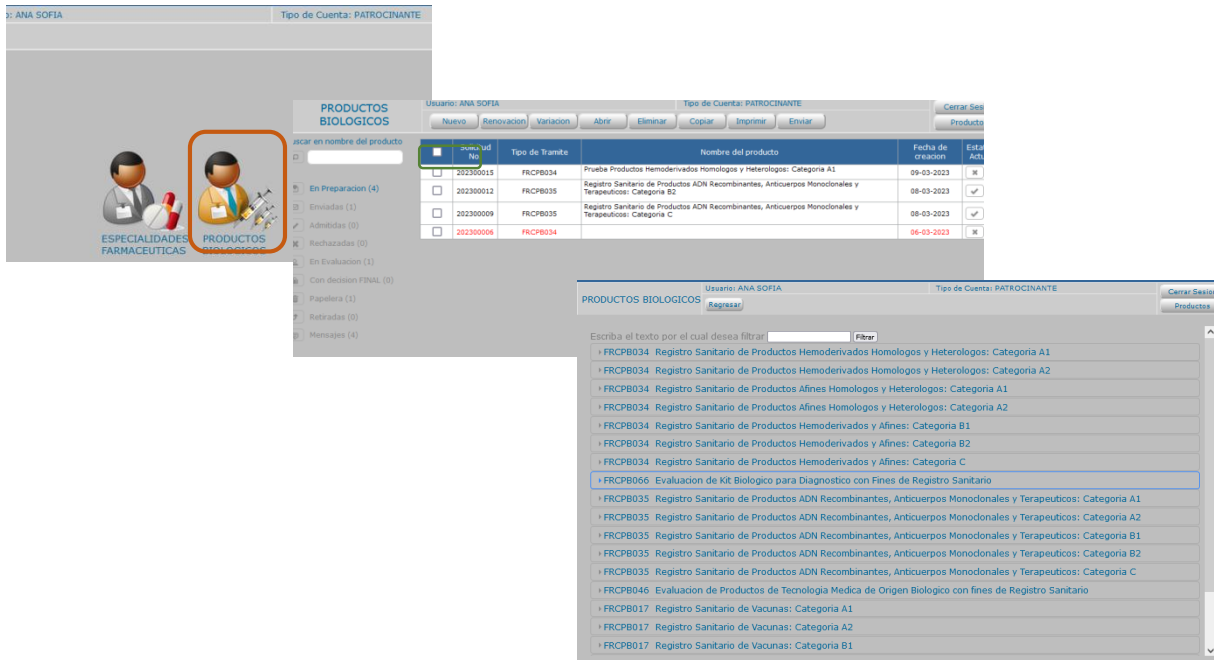 o: ANA SOFIA Tipo de Cuenta: PATROCINANTE
ESPECIALIDADES FARMACEUTICAS
PRODUCTOS BIOLOGICOS
PRODUCTOS BIOLOGICOS
Usuario: ANA SOFIA Tipo de Cuenta: PATROCINANTE
Cerrar Sesi
Nuevo Renovacion Variacion Abrir Eliminar Copiar Imprimir Enviar
Producto
uscar en nombre del producto
En Preparacion (4)
Enviadas (1)
Admitidas (0)
Rechazadas (0)
En Evaluacion (1)
Con decision FINAL (0)
Papelera (1)
Retiradas (0)
Mensajes (4)
Solicitud No Tipo de Tramite Nombre del producto Fecha de creacion Esta Actu
202300015 FRCPB034 Prueba Productos Hemoderivados Homologos y Heterologos: Categoria A1 09-03-2023
202300012 FRCPB035 Registro Sanitario de Productos ADN Recombinantes, Anticuerpos Monoclonales y Terapeuticos: Categoria B2 08-03-2023
202300009 FRCPB035 Registro Sanitario de Productos ADN Recombinantes, Anticuerpos Monoclonales y Terapeuticos: Categoria C 08-03-2023
202300006 FRCPB034 06-03-2023
PRODUCTOS BIOLOGICOS
Usuario: ANA SOFIA Tipo de Cuenta: PATROCINANTE
Cerrar Sesio
Regresar
Productos
Escriba el texto por el cual desea filtrar Filtrar
FRCPB034 Registro Sanitario de Productos Hemoderivados Homologos y Heterologos: Categoria A1
FRCPB034 Registro Sanitario de Productos Hemoderivados Homologos y Heterologos: Categoria A2
FRCPB034 Registro Sanitario de Productos Afines Homologos y Heterologos: Categoria A1
FRCPB034 Registro Sanitario de Productos Afines Homologos y Heterologos: Categoria A2
FRCPB034 Registro Sanitario de Productos Hemoderivados y Afines: Categoria B1
FRCPB034 Registro Sanitario de Productos Hemoderivados y Afines: Categoria B2
FRCPB034 Registro Sanitario de Productos Hemoderivados y Afines: Categoria C
FRCPB066 Evaluacion de Kit Biologico para Diagnostico con Fines de Registro Sanitario
FRCPB035 Registro Sanitario de Productos ADN Recombinantes, Anticuerpos Monoclonales y Terapeuticos: Categoria A1
FRCPB035 Registro Sanitario de Productos ADN Recombinantes, Anticuerpos Monoclonales y Terapeuticos: Categoria A2
FRCPB035 Registro Sanitario de Productos ADN Recombinantes, Anticuerpos Monoclonales y Terapeuticos: Categoria B1
FRCPB035 Registro Sanitario de Productos ADN Recombinantes, Anticuerpos Monoclonales y Terapeuticos: Categoria B2
FRCPB035 Registro Sanitario de Productos ADN Recombinantes, Anticuerpos Monoclonales y Terapeuticos: Categoria C
FRCPB046 Evaluacion de Productos de Tecnologia Medica de Origen Biologico con fines de Registro Sanitario
FRCPB017 Registro Sanitario de Vacunas: Categoria A1
FRCPB017 Registro Sanitario de Vacunas: Categoria A2
FRCPB017 Registro Sanitario de Vacunas: Categoria B1